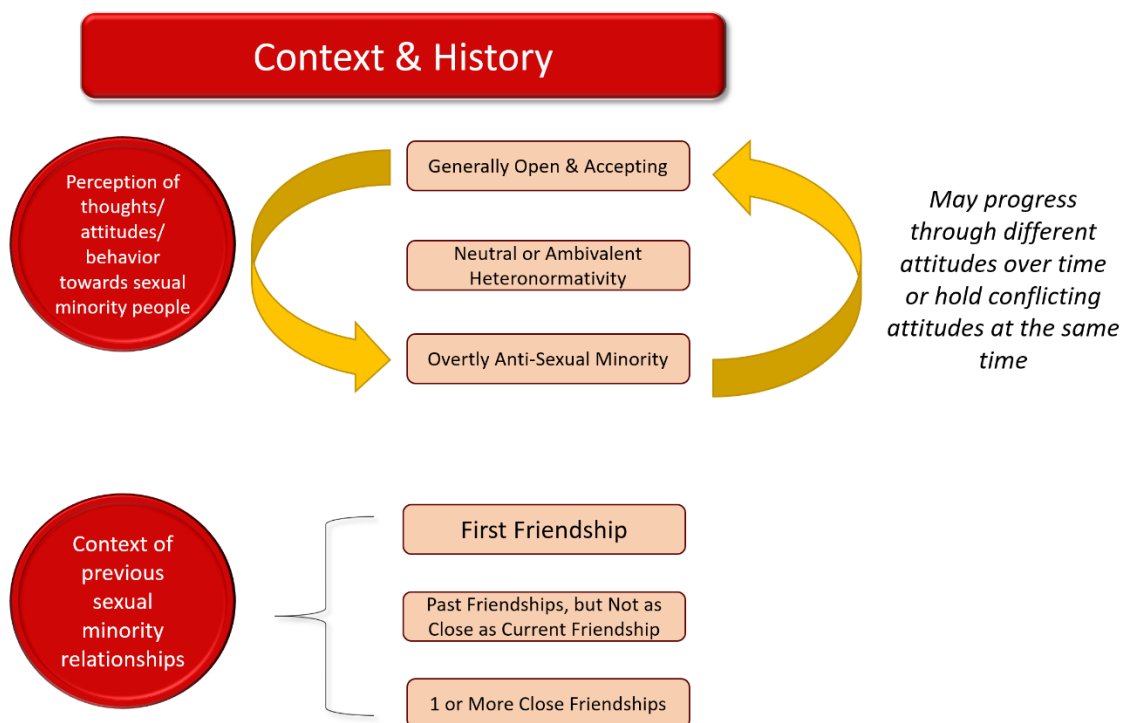 Context & History
Perception of
thoughts/
attitudes/
behavior
towards sexual
minority people
Generally Open & Accepting
Neutral or Ambivalent
Heteronormativity
Overtly Anti-Sexual Minority
May progress
through different
attitudes over time
or hold conflicting
attitudes at the same
time
Context of
previous
sexual
minority
relationships
First Friendship
Past Friendships, but Not as
Close as Current Friendship
1 or More Close Friendships